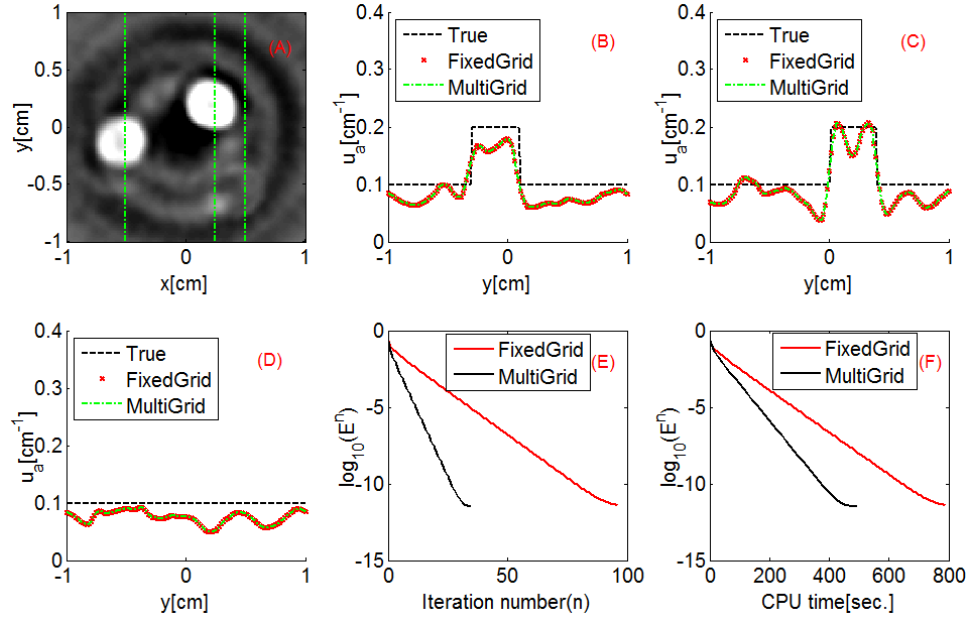 1
0.5
0
-0.5
-1
y[cm]
-1
0
1
x[cm]
(A)
0.4
0.3
0.2
0.1
0
u_a[cm^-1]
True
FixedGrid
MultiGrid
(B)
-1
0
1
y[cm]
0.4
0.3
0.2
0.1
0
u_a[cm^-1]
True
FixedGrid
MultiGrid
(C)
-1
0
1
y[cm]
0.4
0.3
0.2
0.1
0
u_a[cm^-1]
True
FixedGrid
MultiGrid
(D)
-1
0
1
y[cm]
0
-5
-10
-15
log_10(E^n)
FixedGrid
MultiGrid
(E)
0
50
100
Iteration number(n)
0
-5
-10
-15
log_10(E^n)
FixedGrid
MultiGrid
(F)
0
200
400
600
800
CPU time[sec.]